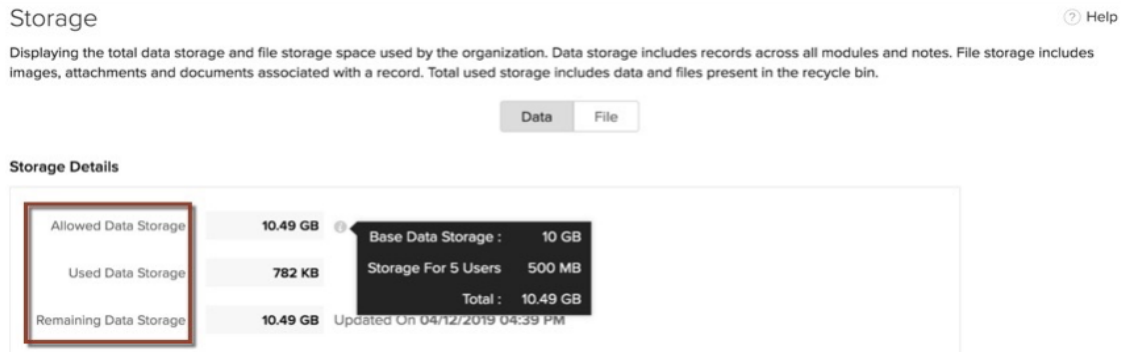 Storage
? Help
Displaying the total data storage and file storage space used by the organization. Data storage includes records across all modules and notes. File storage includes
images, attachments and documents associated with a record. Total used storage includes data and files present in the recycle bin.
Data File
Storage Details
Allowed Data Storage 10.49 GB
Base Data Storage : 10 GB
Used Data Storage 782 KB
Storage For 5 Users 500 MB
Total : 10.49 GB
Remaining Data Storage 10.49 GB Updated On 04/12/2019 04:39 PM